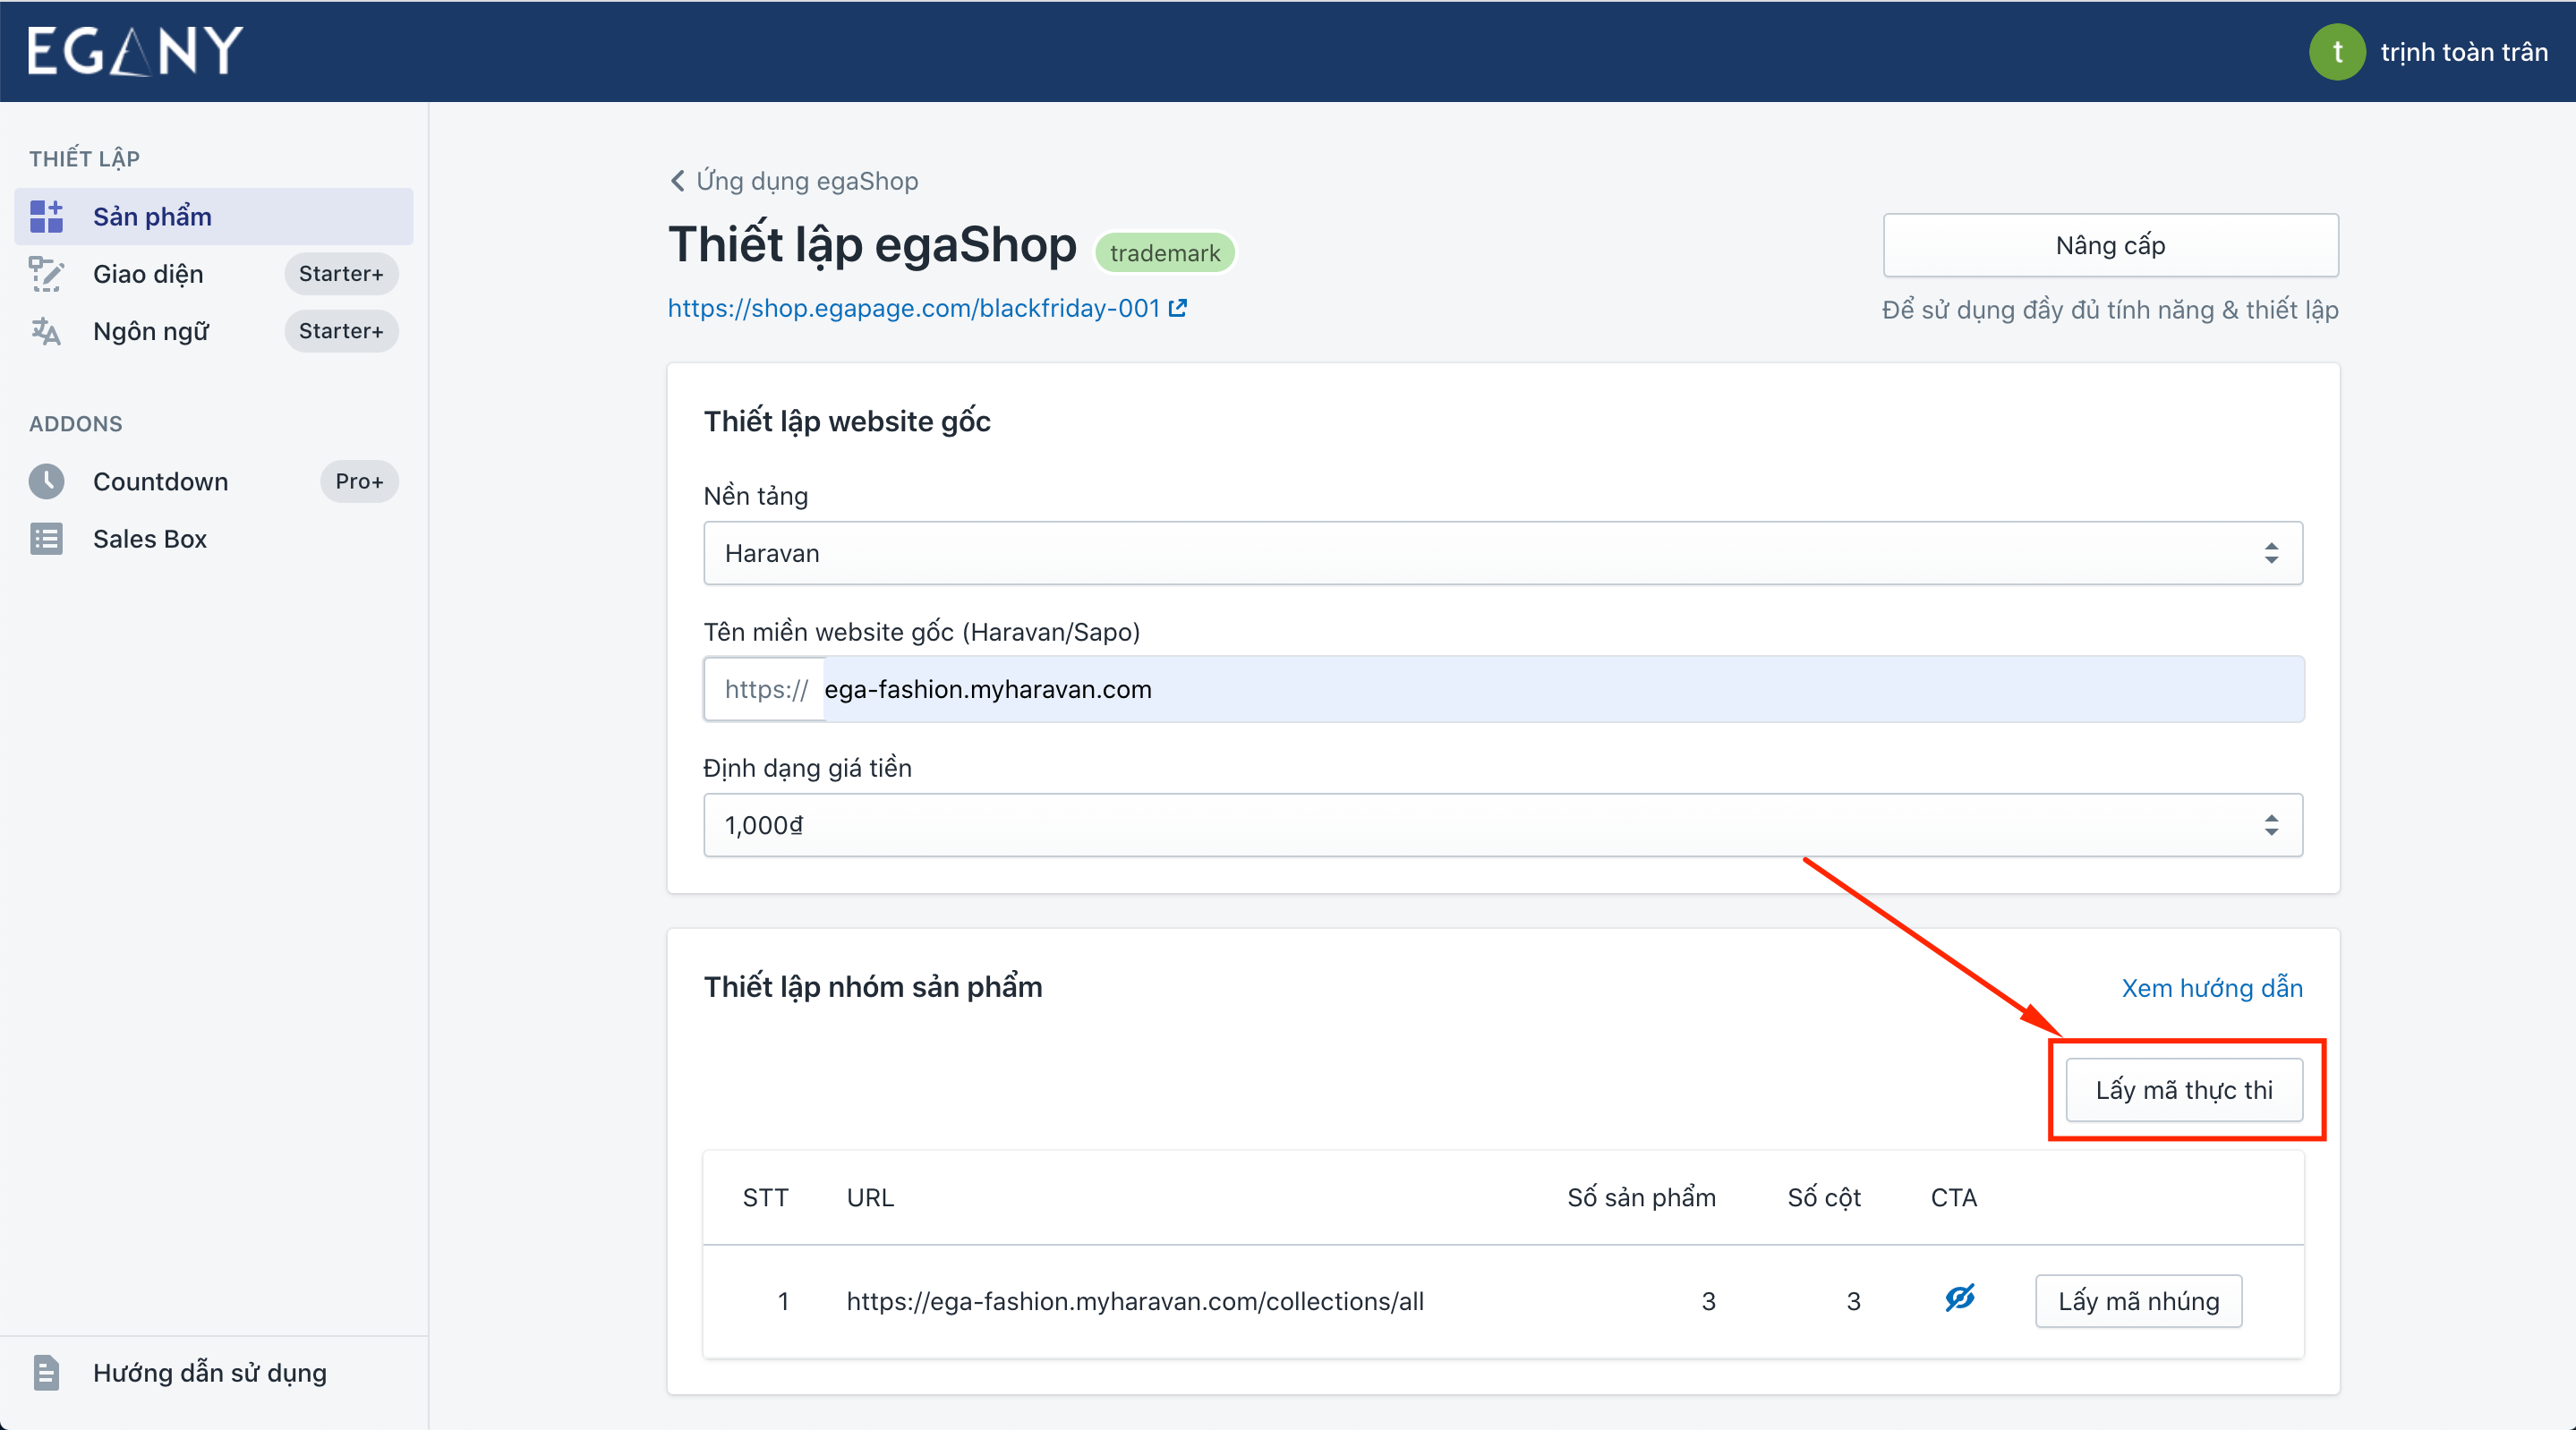 EGANY
t trịnh toàn trân
THIẾT LẬP
Sản phẩm
Giao diện Starter+
Ngôn ngữ Starter+
ADDONS
Countdown Pro+
Sales Box
Hướng dẫn sử dụng
Ứng dụng egaShop
Thiết lập egaShop trademark
https://shop.egapage.com/blackfriday-001
Nâng cấp
Để sử dụng đầy đủ tính năng & thiết lập
Thiết lập website gốc
Nền tảng
Haravan
Tên miền website gốc (Haravan/Sapo)
https:// ega-fashion.myharavan.com
Định dạng giá tiền
1,000₫
Thiết lập nhóm sản phẩm
Xem hướng dẫn
Lấy mã thực thi
STT URL Số sản phẩm Số cột CTA
1 https://ega-fashion.myharavan.com/collections/all 3 3 Lấy mã nhúng